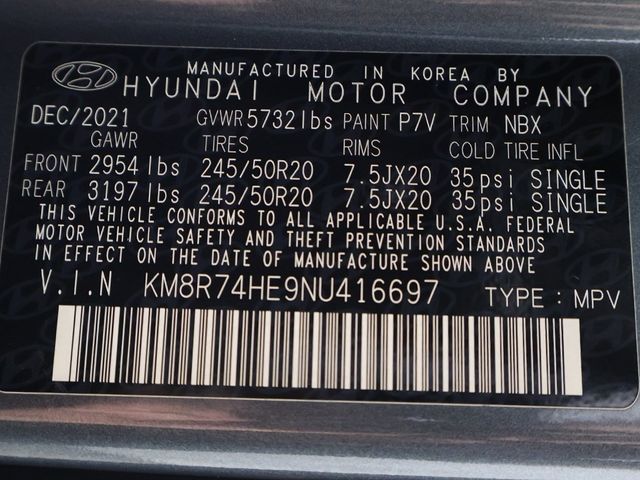 MANUFACTURED IN KOREA BY
HYUNDAI MOTOR COMPANY
DEC/2021 GVWR 5732lbs PAINT P7V TRIM NBX
GAWR TIRES RIMS COLD TIRE INFL
FRONT 2954 lbs 245/50R20 7.5JX20 35psi SINGLE
REAR 3197 lbs 245/50R20 7.5JX20 35psi SINGLE
THIS VEHICLE CONFORMS TO ALL APPLICABLE U.S.A. FEDERAL
MOTOR VEHICLE SAFETY AND THEFT PREVENTION STANDARDS
IN EFFECT ON THE DATE OF MANUFACTURE SHOWN ABOVE
V.I.N KM8R74HE9NU416697 TYPE : MPV